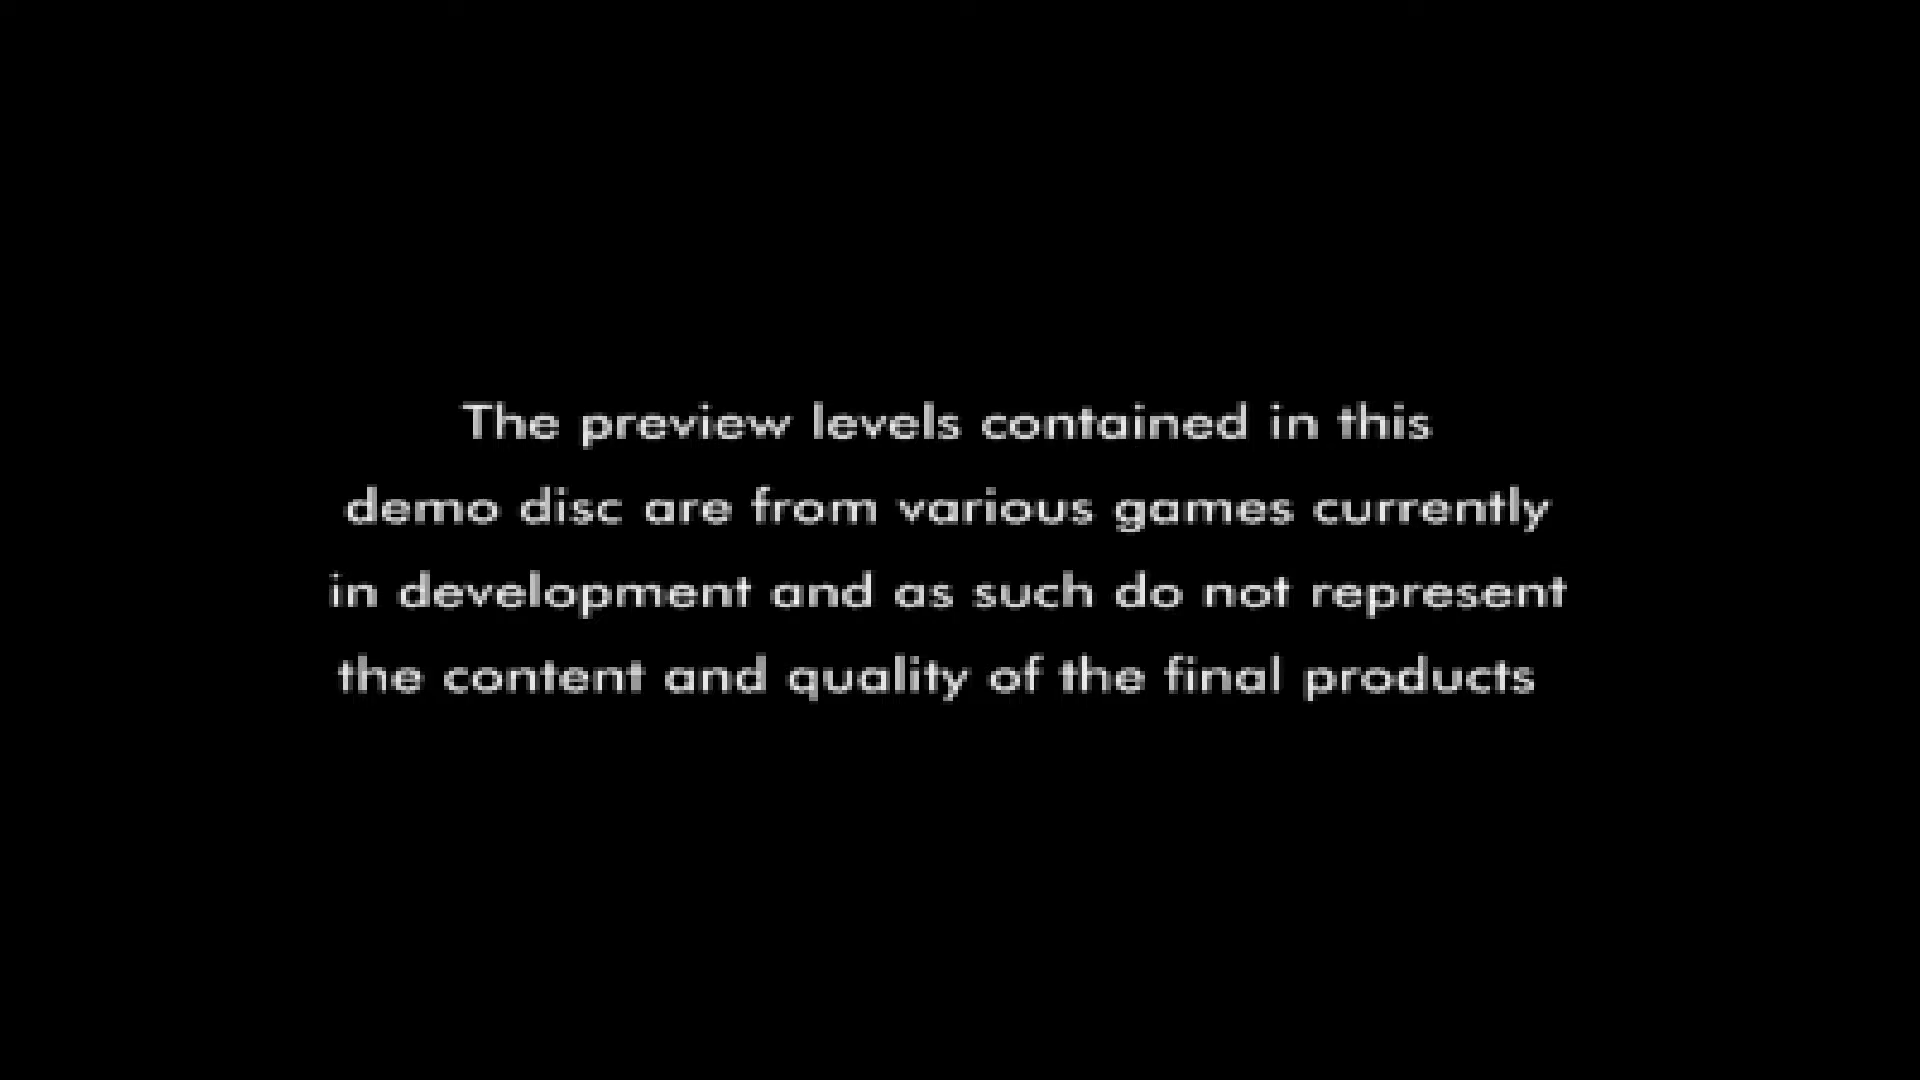 The preview levels contained in this
demo disc are from various games currently
in development and as such do not represent
the content and quality of the final products